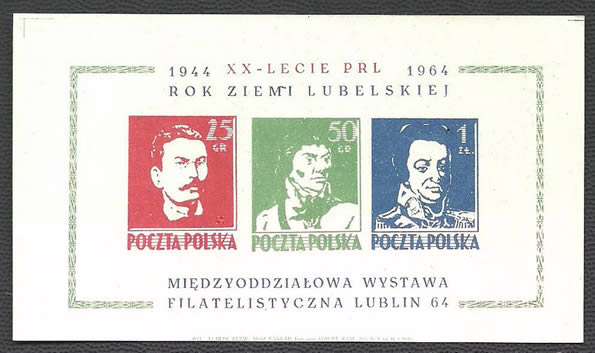 1944 XX-LECIE PRL 1964
ROK ZIEMI LUBELSKIEJ
25 GR
50 GR
1 ZŁ.
POCZTA POLSKA POCZTA POLSKA POCZTA POLSKA
MIĘDZYODDZIAŁOWA WYSTAWA
FILATELISTYCZNA LUBLIN 64